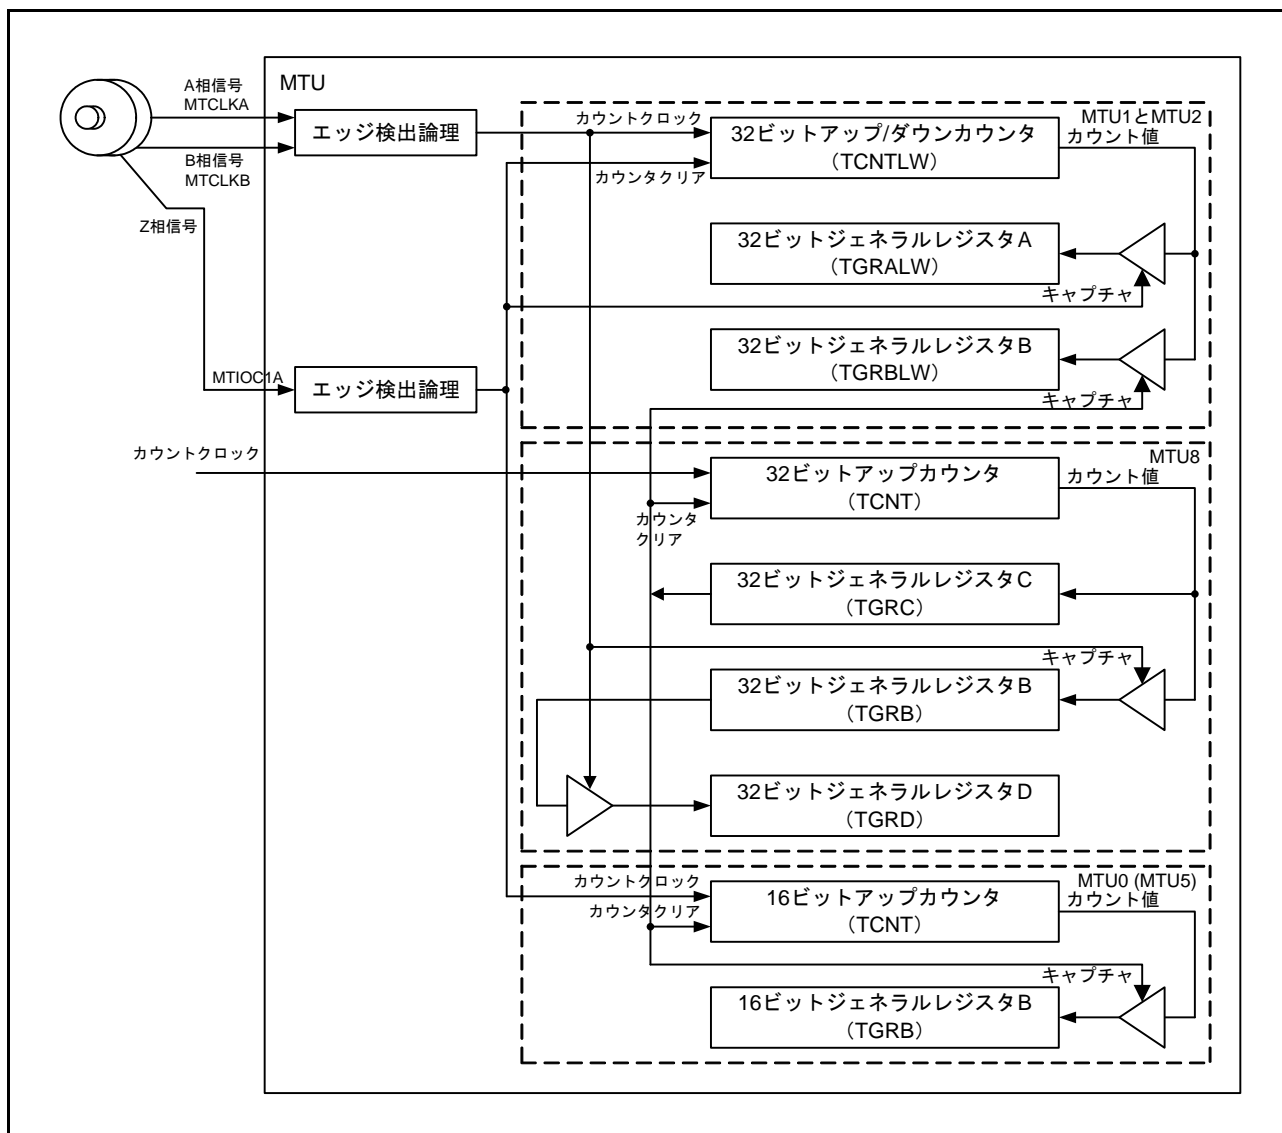 MTU
A相信号
MTCLKA
B相信号
MTCLKB
Z相信号
MTIOC1A
エッジ検出論理
エッジ検出論理
カウントクロック
カウンタクリア
MTU1とMTU2
カウント値
32ビットアップ/ダウンカウンタ
（TCNTLW）
32ビットジェネラルレジスタA
（TGRALW）
キャプチャ
32ビットジェネラルレジスタB
（TGRBLW）
キャプチャ
カウントクロック
MTU8
カウント値
32ビットアップカウンタ
（TCNT）
カウンタ
クリア
32ビットジェネラルレジスタC
（TGRC）
キャプチャ
32ビットジェネラルレジスタB
（TGRB）
32ビットジェネラルレジスタD
（TGRD）
カウントクロック
カウンタクリア
MTU0 (MTU5)
カウント値
16ビットアップカウンタ
（TCNT）
キャプチャ
16ビットジェネラルレジスタB
（TGRB）